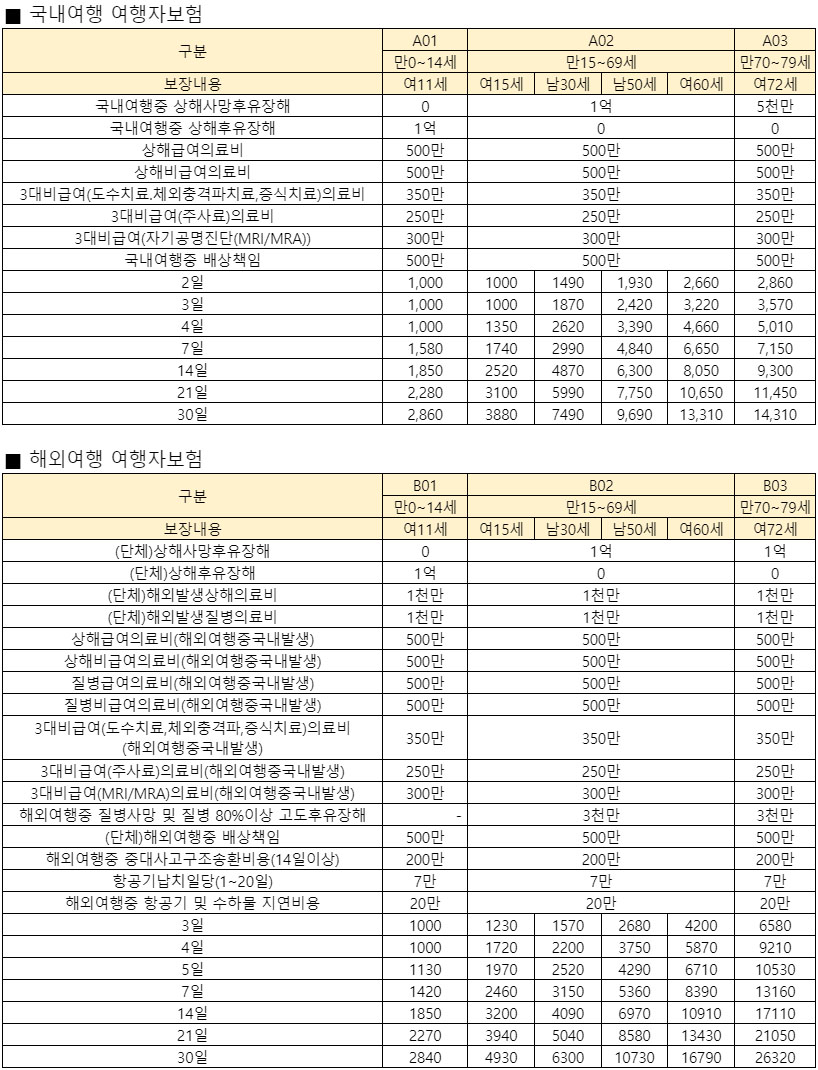 ■ 국내여행 여행자보험
구분 A01 A02 A03
만0~14세 만15~69세 만70~79세
보장내용 여11세 여15세 남30세 남50세 여60세 여72세
국내여행중 상해사망후유장해 0 1억 5천만
국내여행중 상해후유장해 1억 0 0
상해급여의료비 500만 500만 500만
상해비급여의료비 500만 500만 500만
3대비급여(도수치료.체외충격파치료,증식치료)의료비 350만 350만 350만
3대비급여(주사료)의료비 250만 250만 250만
3대비급여(자기공명진단(MRI/MRA)) 300만 300만 300만
국내여행중 배상책임 500만 500만 500만
2일 1,000 1000 1490 1,930 2,660 2,860
3일 1,000 1000 1870 2,420 3,220 3,570
4일 1,000 1350 2620 3,390 4,660 5,010
7일 1,580 1740 2990 4,840 6,650 7,150
14일 1,850 2520 4870 6,300 8,050 9,300
21일 2,280 3100 5990 7,750 10,650 11,450
30일 2,860 3880 7490 9,690 13,310 14,310
■ 해외여행 여행자보험
구분 B01 B02 B03
만0~14세 만15~69세 만70~79세
보장내용 여11세 여15세 남30세 남50세 여60세 여72세
(단체)상해사망후유장해 0 1억 1억
(단체)상해후유장해 1억 0 0
(단체)해외발생상해의료비 1천만 1천만 1천만
(단체)해외발생질병의료비 1천만 1천만 1천만
상해급여의료비(해외여행중국내발생) 500만 500만 500만
상해비급여의료비(해외여행중국내발생) 500만 500만 500만
질병급여의료비(해외여행중국내발생) 500만 500만 500만
질병비급여의료비(해외여행중국내발생) 500만 500만 500만
3대비급여(도수치료,체외충격파,증식치료)의료비
(해외여행중국내발생) 350만 350만 350만
3대비급여(주사료)의료비(해외여행중국내발생) 250만 250만 250만
3대비급여(MRI/MRA)의료비(해외여행중국내발생) 300만 300만 300만
해외여행중 질병사망 및 질병 80%이상 고도후유장해 - 3천만 3천만
(단체)해외여행중 배상책임 500만 500만 500만
해외여행중 중대사고구조송환비용(14일이상) 200만 200만 200만
항공기납치일당(1~20일) 7만 7만 7만
해외여행중 항공기 및 수하물 지연비용 20만 20만 20만
3일 1000 1230 1570 2680 4200 6580
4일 1000 1720 2200 3750 5870 9210
5일 1130 1970 2520 4290 6710 10530
7일 1420 2460 3150 5360 8390 13160
14일 1850 3200 4090 6970 10910 17110
21일 2270 3940 5040 8580 13430 21050
30일 2840 4930 6300 10730 16790 26320